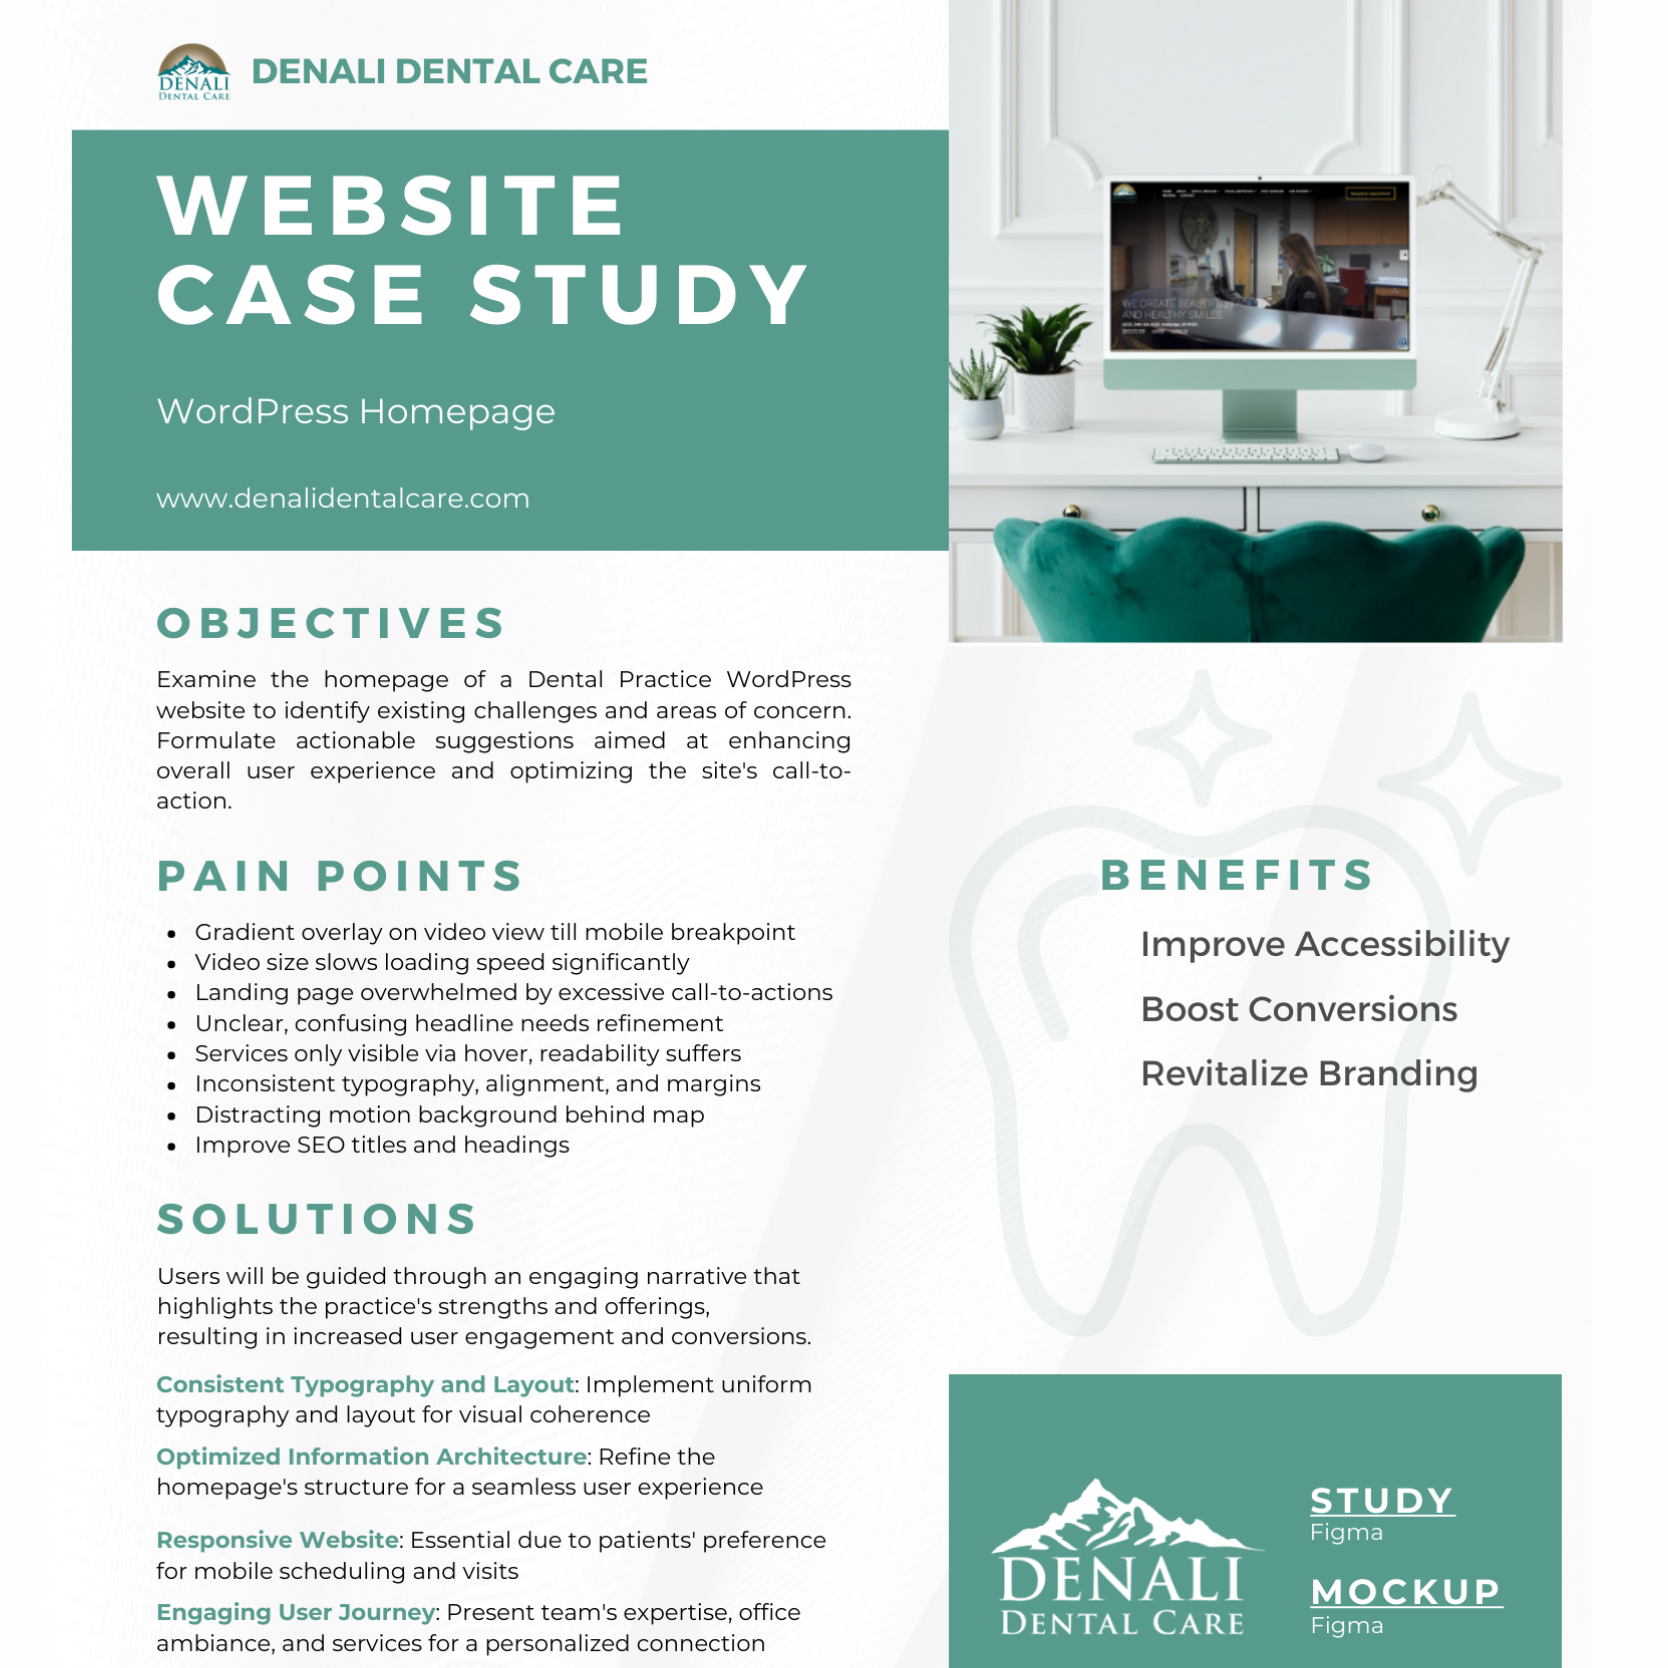 DENALI
DENTAL CARE
DENALI DENTAL CARE
WEBSITE
CASE STUDY
WordPress Homepage
www.denalidentalcare.com
WE CREATE BEAUTIFUL
AND HEALTHY SMILES
OBJECTIVES
Examine the homepage of a Dental Practice WordPress
website to identify existing challenges and areas of concern.
Formulate actionable suggestions aimed at enhancing
overall user experience and optimizing the site's call-to-
action.
PAIN POINTS
• Gradient overlay on video view till mobile breakpoint
• Video size slows loading speed significantly
• Landing page overwhelmed by excessive call-to-actions
• Unclear, confusing headline needs refinement
• Services only visible via hover, readability suffers
• Inconsistent typography, alignment, and margins
• Distracting motion background behind map
• Improve SEO titles and headings
SOLUTIONS
Users will be guided through an engaging narrative that
highlights the practice's strengths and offerings,
resulting in increased user engagement and conversions.
Consistent Typography and Layout: Implement uniform
typography and layout for visual coherence
Optimized Information Architecture: Refine the
homepage's structure for a seamless user experience
Responsive Website: Essential due to patients' preference
for mobile scheduling and visits
Engaging User Journey: Present team's expertise, office
ambiance, and services for a personalized connection
BENEFITS
Improve Accessibility
Boost Conversions
Revitalize Branding
DENALI
DENTAL CARE
STUDY
Figma
MOCKUP
Figma